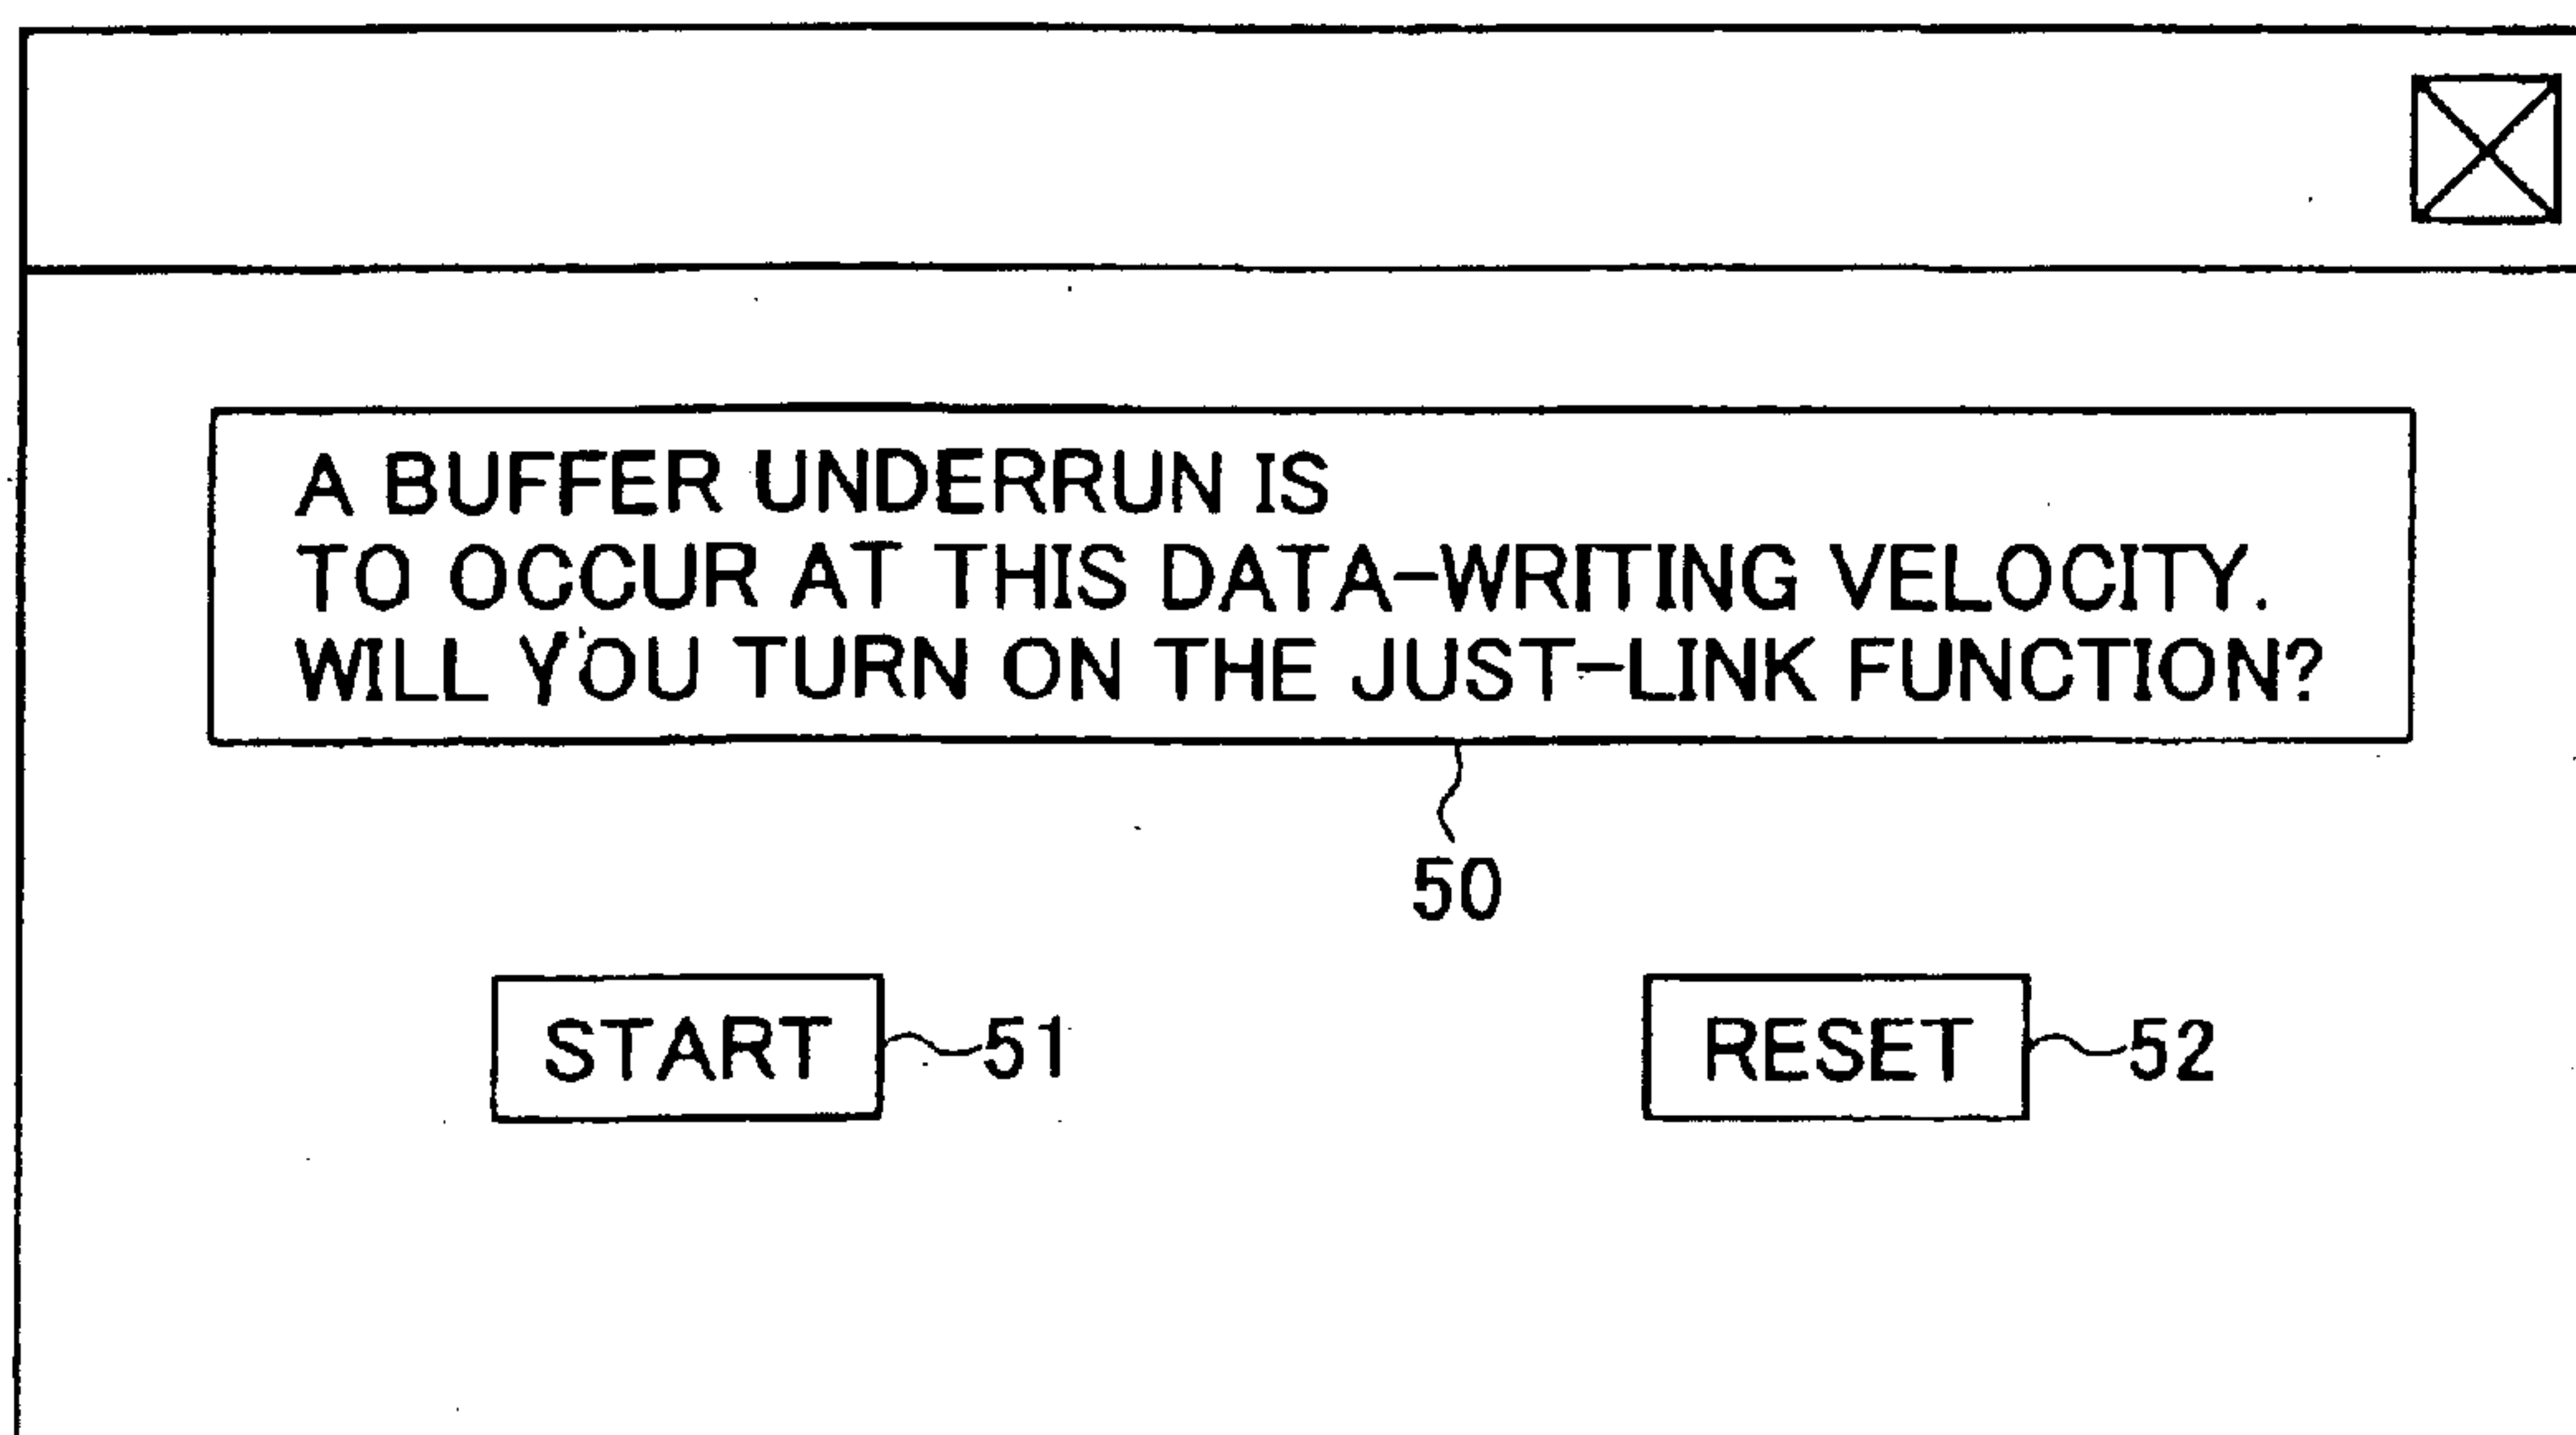 A BUFFER UNDERRUN IS
TO OCCUR AT THIS DATA-WRITING VELOCITY.
WILL YOU TURN ON THE JUST-LINK FUNCTION?
50
START 51
RESET 52